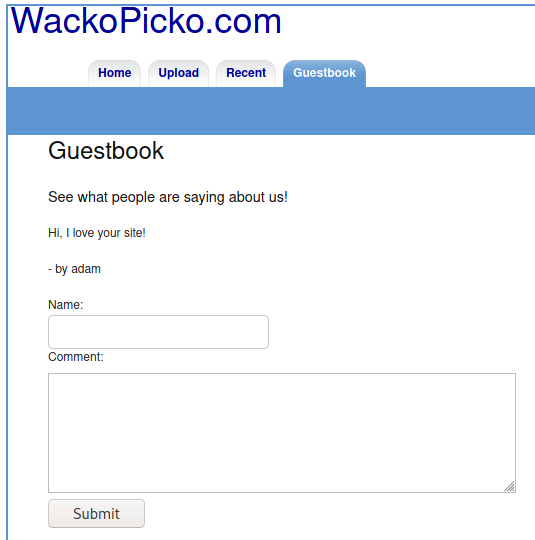 WackoPicko.com
Home Upload Recent Guestbook
Guestbook
See what people are saying about us!
Hi, I love your site!
- by adam
Name:
Comment:
Submit